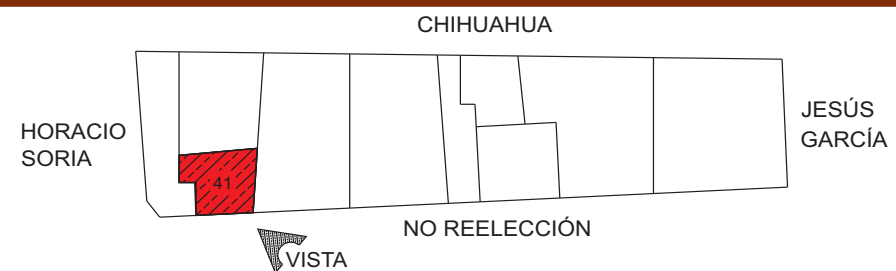 CHIHUAHUA
HORACIO
SORIA
JESÚS
GARCÍA
41
NO REELECCIÓN
VISTA